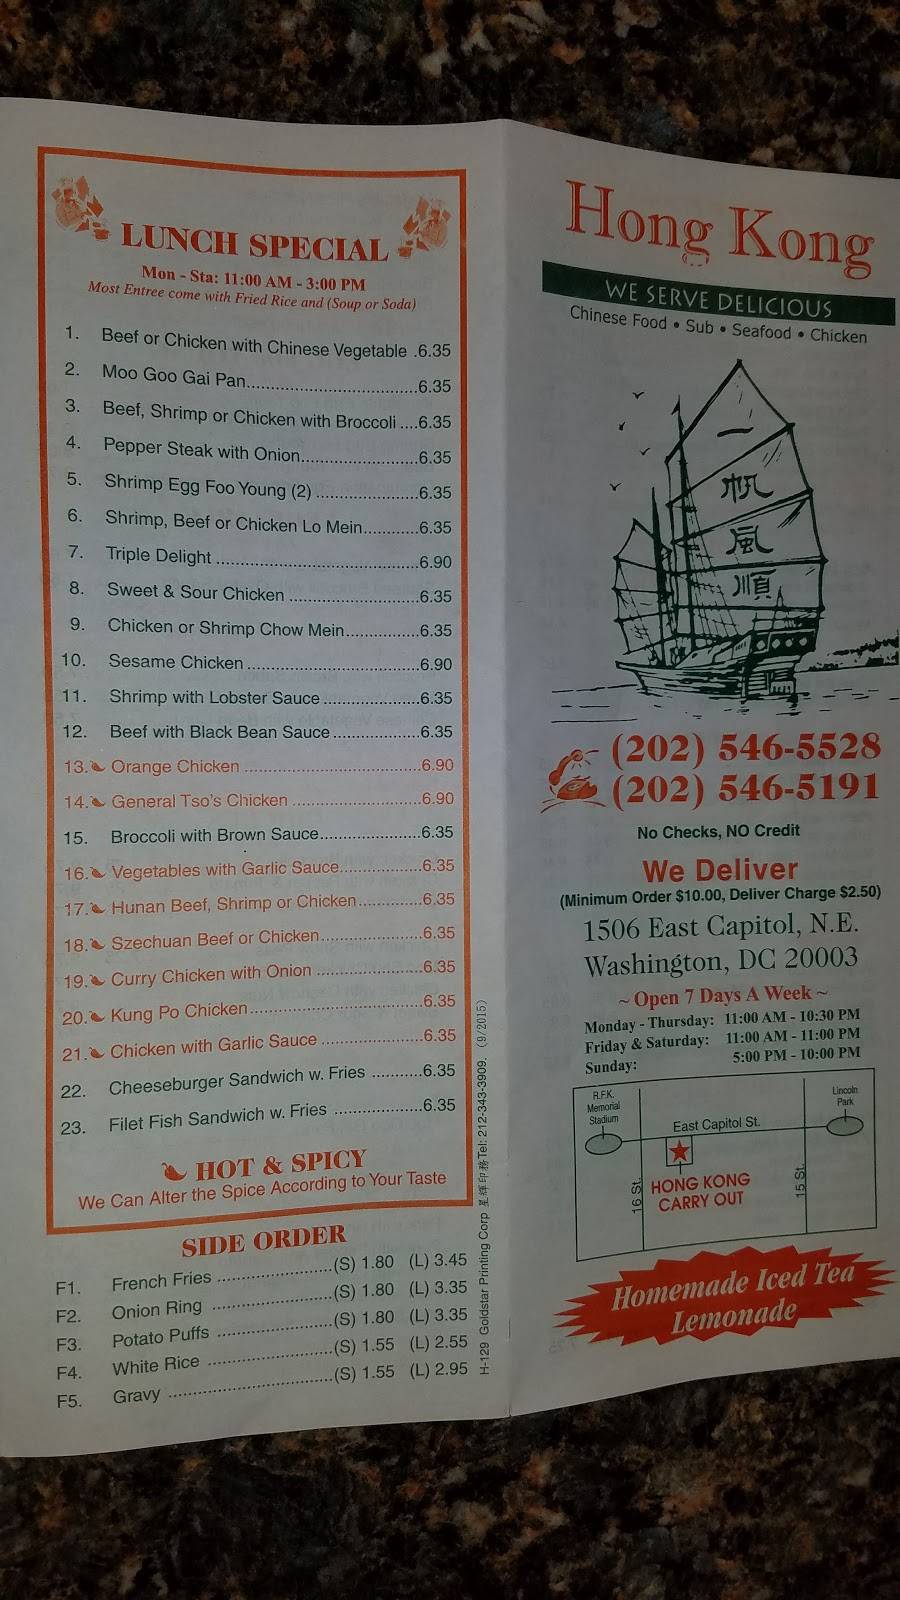 LUNCH SPECIAL
Mon - Sta: 11:00 AM - 3:00 PM
Most Entree come with Fried Rice and (Soup or Soda)
1. Beef or Chicken with Chinese Vegetable .6.35
2. Moo Goo Gai Pan..................................6.35
3. Beef, Shrimp or Chicken with Broccoli ....6.35
4. Pepper Steak with Onion........................6.35
5. Shrimp Egg Foo Young (2) .....................6.35
6. Shrimp, Beef or Chicken Lo Mein...........6.35
7. Triple Delight .........................................6.90
8. Sweet & Sour Chicken ..........................6.35
9. Chicken or Shrimp Chow Mein...............6.35
10. Sesame Chicken ..................................6.90
11. Shrimp with Lobster Sauce ...................6.35
12. Beef with Black Bean Sauce .................6.35
13. Orange Chicken ...................................6.90
14. General Tso's Chicken .........................6.90
15. Broccoli with Brown Sauce....................6.35
16. Vegetables with Garlic Sauce................6.35
17. Hunan Beef, Shrimp or Chicken.............6.35
18. Szechuan Beef or Chicken....................6.35
19. Curry Chicken with Onion .....................6.35
20. Kung Po Chicken..................................6.35
21. Chicken with Garlic Sauce ....................6.35
22. Cheeseburger Sandwich w. Fries ..........6.35
23. Filet Fish Sandwich w. Fries .................6.35
HOT & SPICY
We Can Alter the Spice According to Your Taste
SIDE ORDER
F1. French Fries .......................(S) 1.80 (L) 3.45
F2. Onion Ring ........................(S) 1.80 (L) 3.35
F3. Potato Puffs .......................(S) 1.80 (L) 3.35
F4. White Rice .........................(S) 1.55 (L) 2.55
F5. Gravy .................................(S) 1.55 (L) 2.95
H-129 Goldstar Printing Corp 星輝印務 Tel: 212-343-3909. (9/2015)
Hong Kong
WE SERVE DELICIOUS
Chinese Food • Sub • Seafood • Chicken
一
帆
風
順
(202) 546-5528
(202) 546-5191
No Checks, NO Credit
We Deliver
(Minimum Order $10.00, Deliver Charge $2.50)
1506 East Capitol, N.E.
Washington, DC 20003
~ Open 7 Days A Week ~
Monday - Thursday: 11:00 AM - 10:30 PM
Friday & Saturday: 11:00 AM - 11:00 PM
Sunday: 5:00 PM - 10:00 PM
R.F.K.
Memorial
Stadium
Lincoln
Park
East Capitol St.
16 St.
15 St.
HONG KONG
CARRY OUT
Homemade Iced Tea
Lemonade